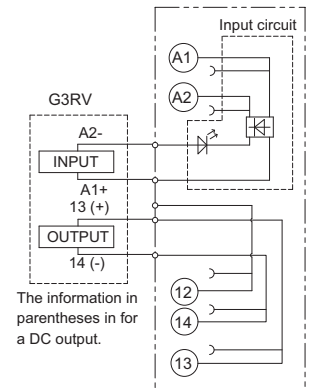 Input circuit
A1
A2
G3RV
A2-
INPUT
A1+
13 (+)
OUTPUT
14 (-)
The information in
parentheses in for
a DC output.
12
14
13